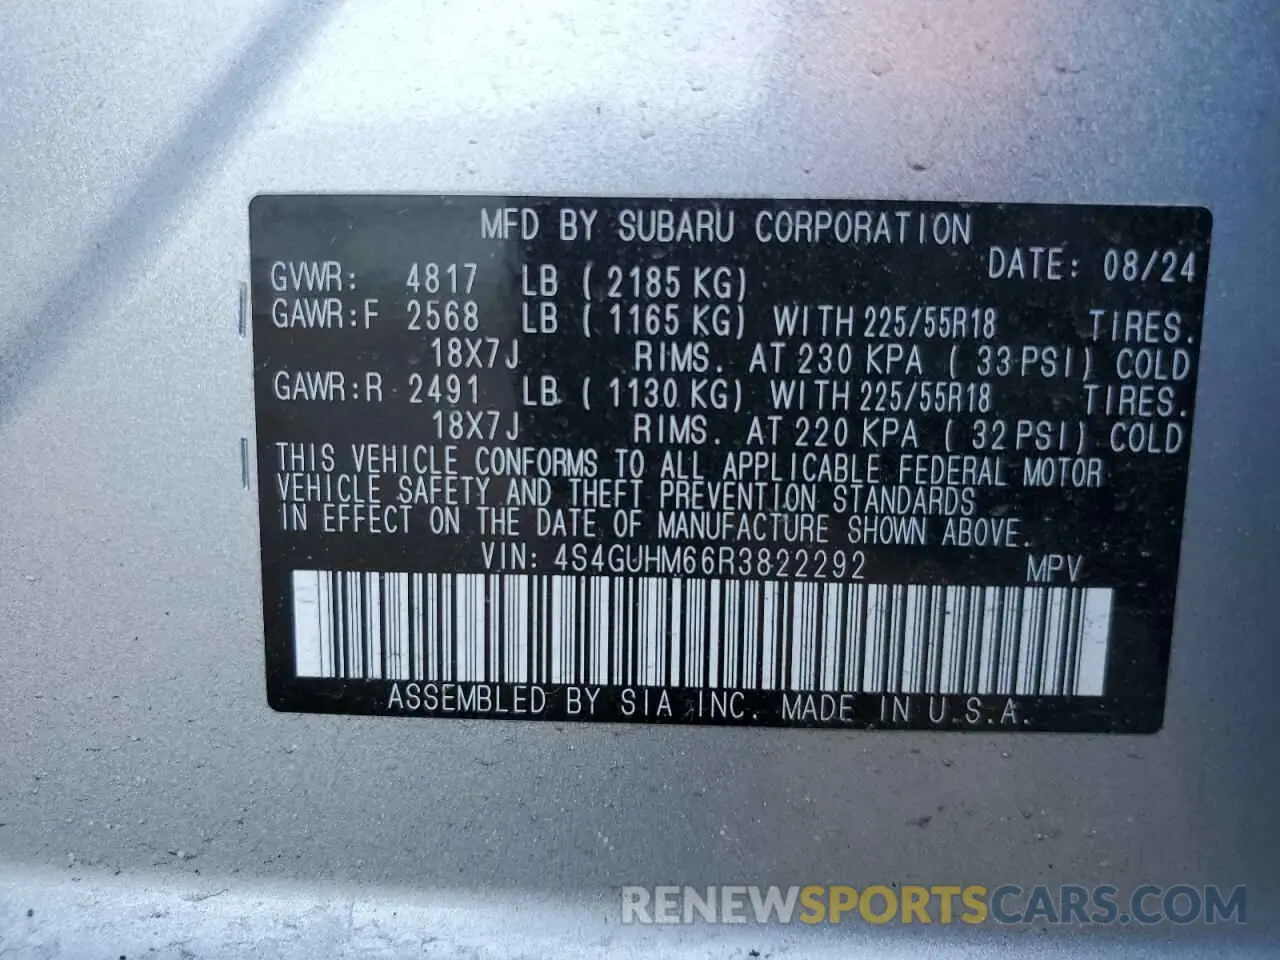 MFD BY SUBARU CORPORATION
DATE: 08/24
GVWR: 4817 LB ( 2185 KG)
GAWR:F 2568 LB ( 1165 KG) WITH 225/55R18 TIRES.
18X7J RIMS. AT 230 KPA ( 33 PSI) COLD
GAWR:R 2491 LB ( 1130 KG) WITH 225/55R18 TIRES.
18X7J RIMS. AT 220 KPA ( 32 PSI) COLD
THIS VEHICLE CONFORMS TO ALL APPLICABLE FEDERAL MOTOR
VEHICLE SAFETY AND THEFT PREVENTION STANDARDS
IN EFFECT ON THE DATE OF MANUFACTURE SHOWN ABOVE.
VIN: 4S4GUHM66R3822292 MPV
ASSEMBLED BY SIA INC. MADE IN U.S.A.
RENEWSPORTSCARS.COM